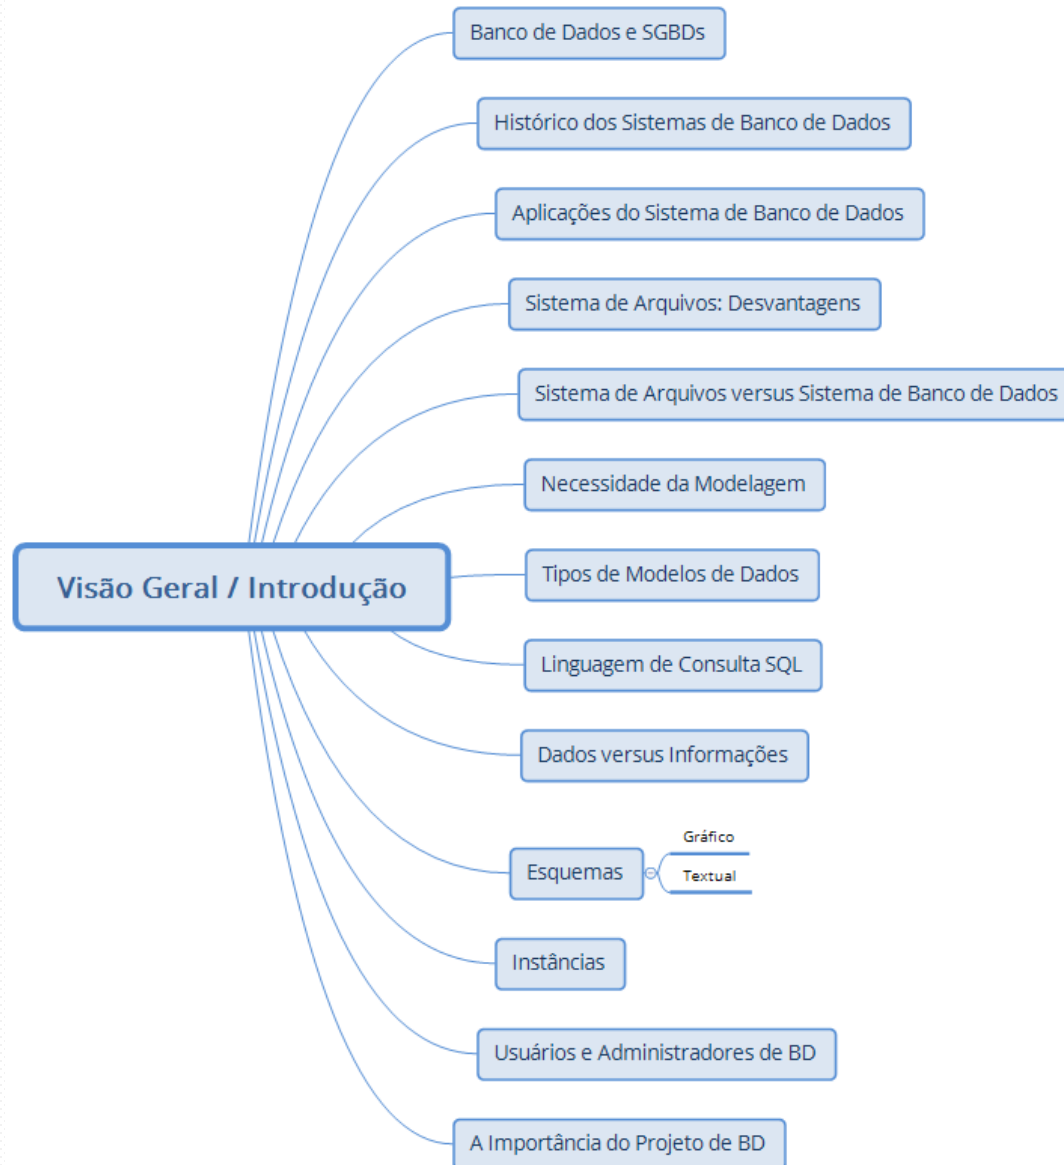 Banco de Dados e SGBDs
Histórico dos Sistemas de Banco de Dados
Aplicações do Sistema de Banco de Dados
Sistema de Arquivos: Desvantagens
Sistema de Arquivos versus Sistema de Banco de Dados
Necessidade da Modelagem
Visão Geral / Introdução
Tipos de Modelos de Dados
Linguagem de Consulta SQL
Dados versus Informações
Esquemas
Gráfico
Textual
Instâncias
Usuários e Administradores de BD
A Importância do Projeto de BD